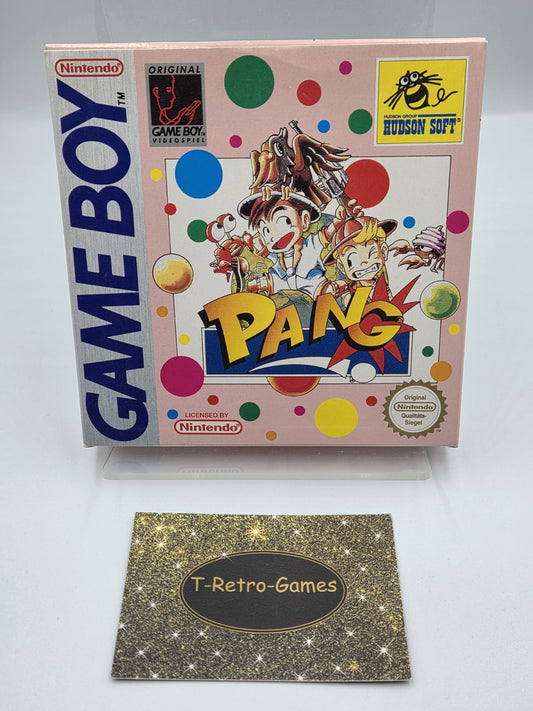 Nintendo
GAME BOY
TM
ORIGINAL
GAME BOY
VIDEOSPIEL
HUDSON GROUP
HUDSON SOFT
PANG
LICENSED BY
Nintendo
Original
Nintendo
Qualitäts-
Siegel
T-Retro-Games